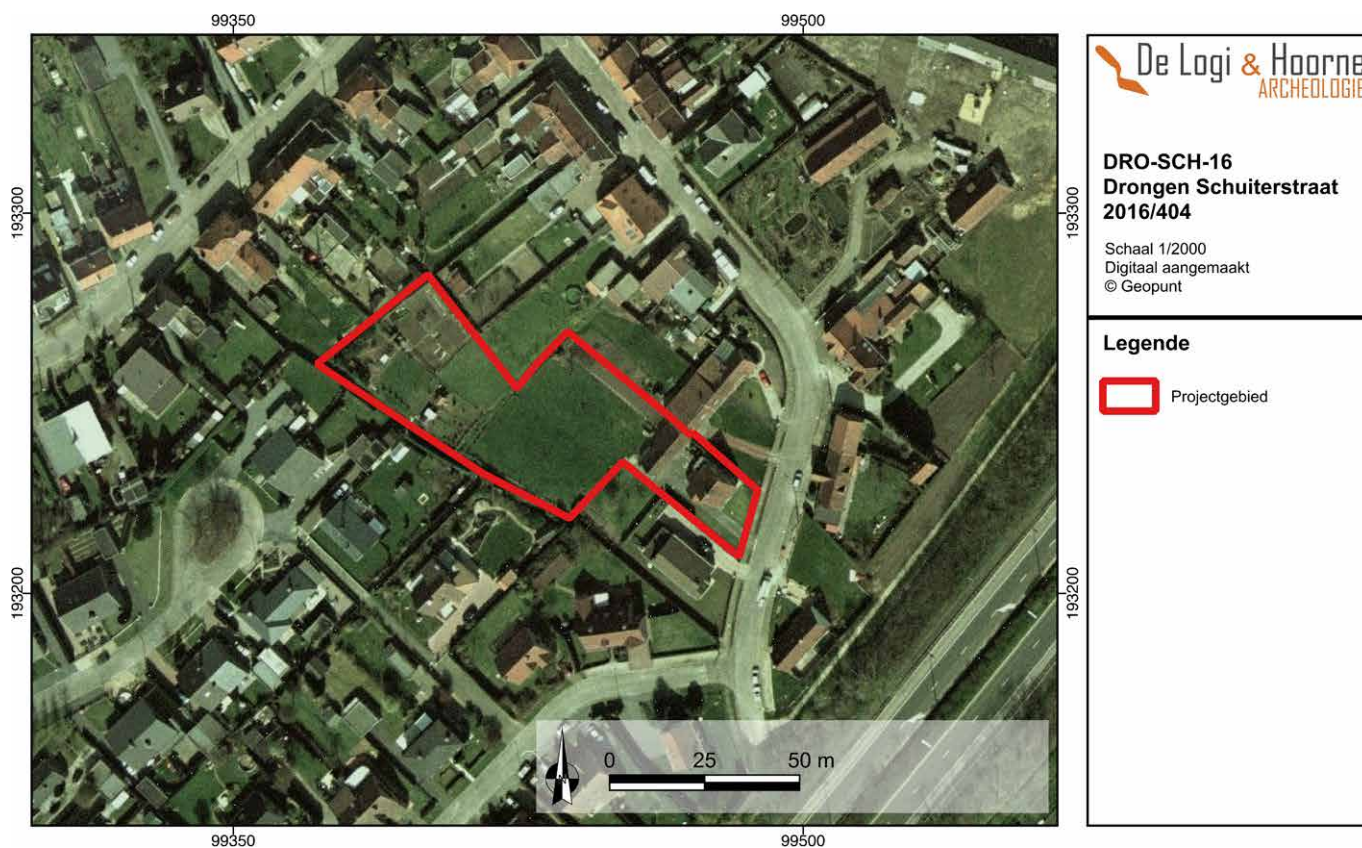 99350
99500
193300
193300
193200
193200
0 25 50 m
99350
99500
De Logi & Hoorne
ARCHEOLOGIE
DRO-SCH-16
Drongen Schuiterstraat
2016/404
Schaal 1/2000
Digitaal aangemaakt
© Geopunt
Legende
Projectgebied